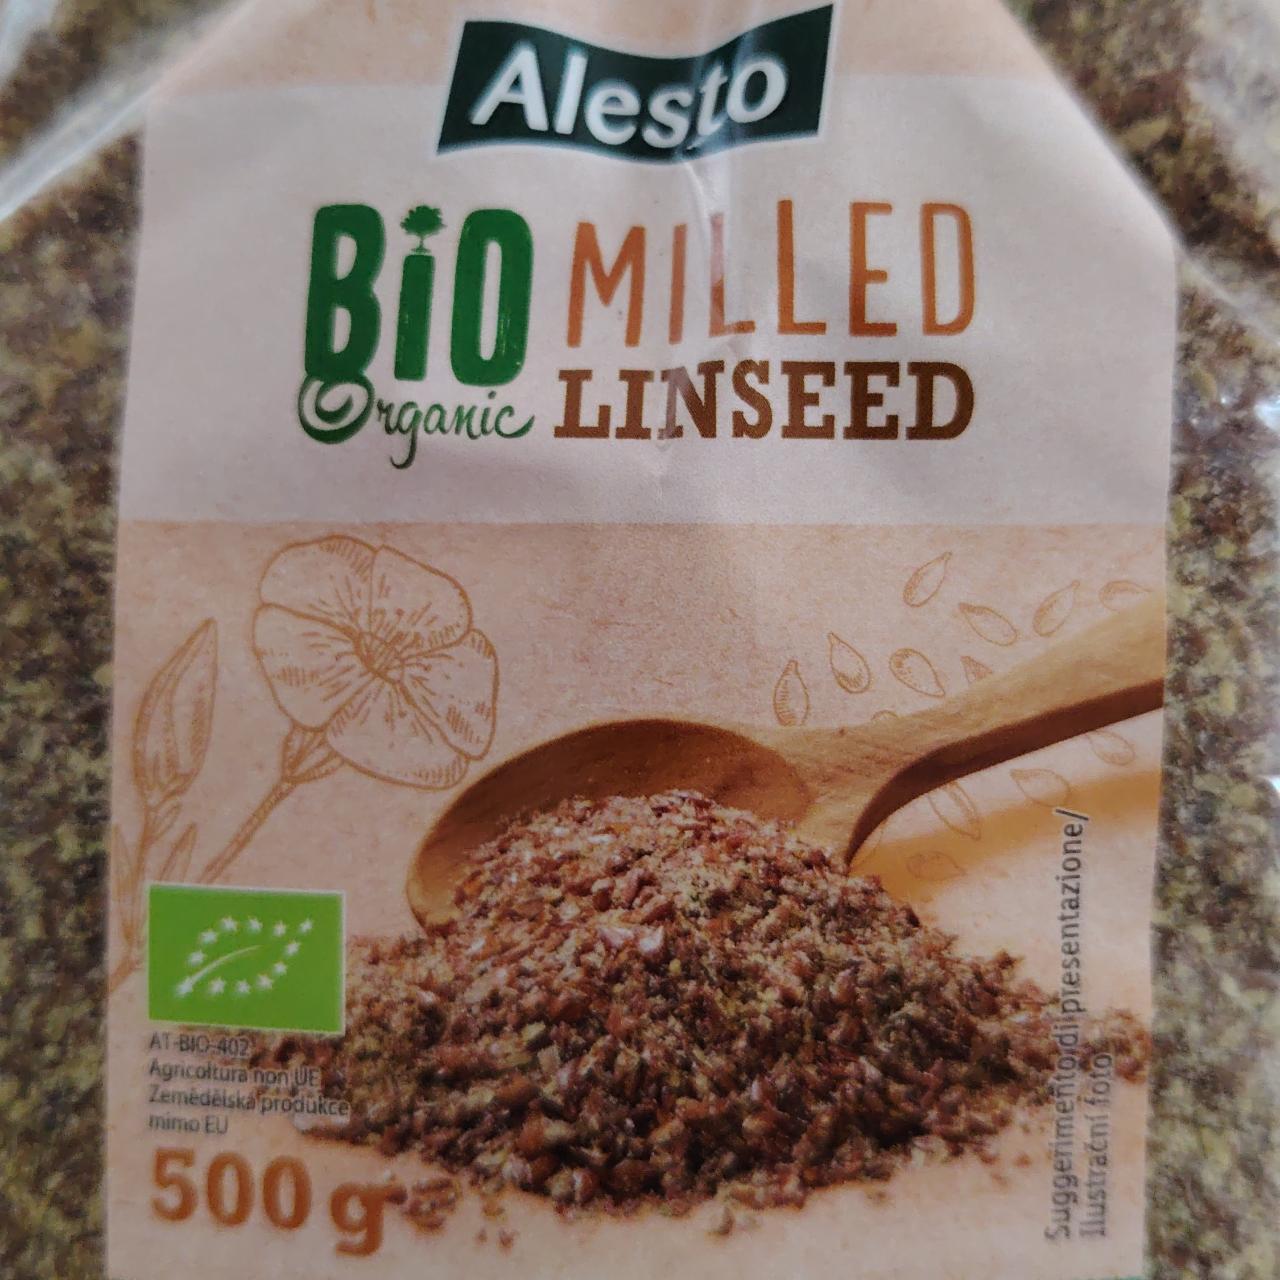 Alesto
BiO MILLED
Organic LINSEED
AT-BIO-402
Agricoltura non UE
Zemědělská produkce
mimo EU
500 g
Suggerimento di presentazione/
Ilustrační foto